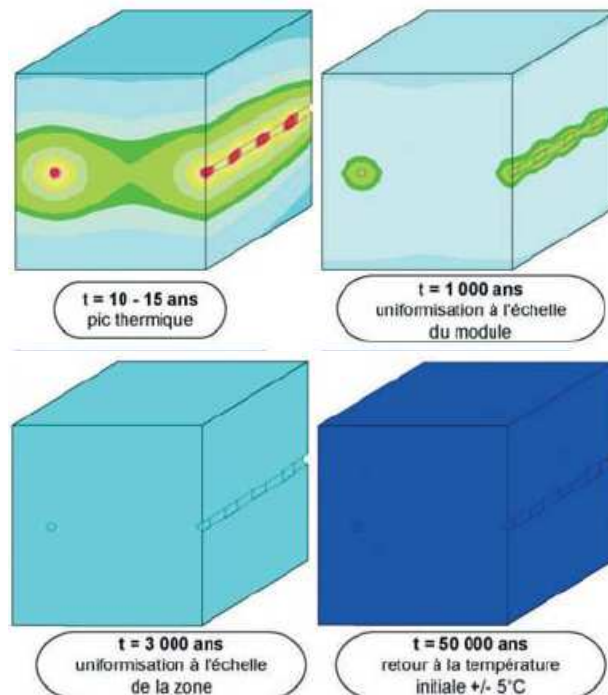 t = 10 - 15 ans
pic thermique
t = 1 000 ans
uniformisation à l'échelle
du module
t = 3 000 ans
uniformisation à l'échelle
de la zone
t = 50 000 ans
retour à la température
initiale +/- 5°C